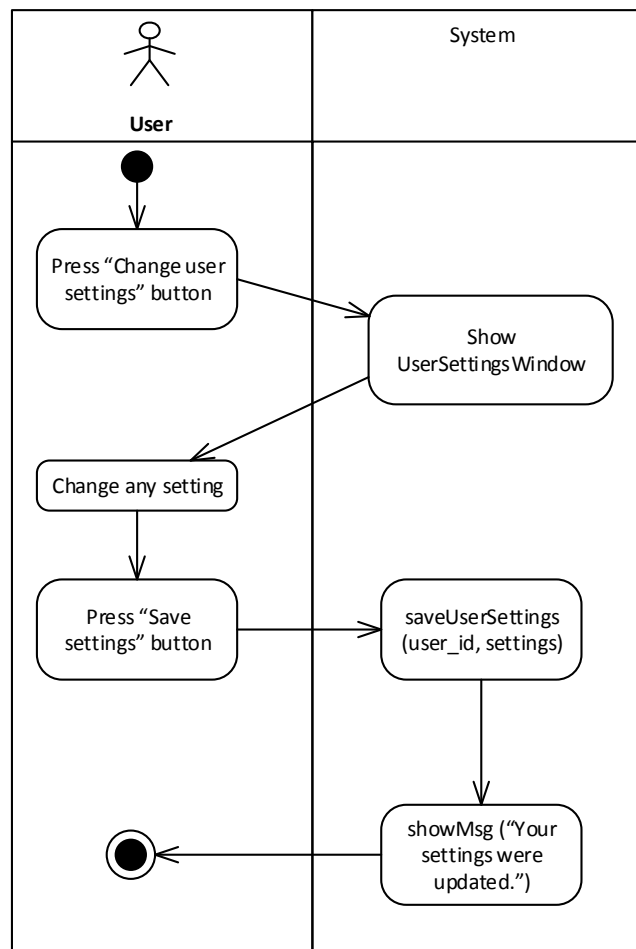 System
User
Press “Change user
settings” button
Show
UserSettingsWindow
Change any setting
Press “Save
settings” button
saveUserSettings
(user_id, settings)
showMsg (“Your
settings were
updated.”)